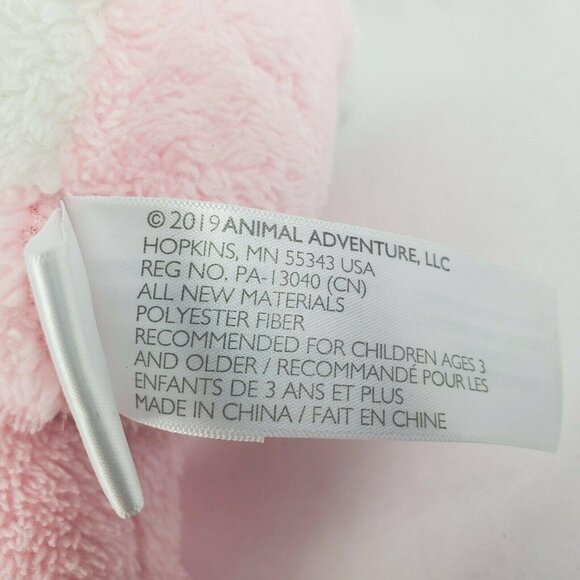 © 2019 ANIMAL ADVENTURE, LLC
HOPKINS, MN 55343 USA
REG NO. PA-13040 (CN)
ALL NEW MATERIALS
POLYESTER FIBER
RECOMMENDED FOR CHILDREN AGES 3
AND OLDER / RECOMMANDÉ POUR LES
ENFANTS DE 3 ANS ET PLUS
MADE IN CHINA / FAIT EN CHINE